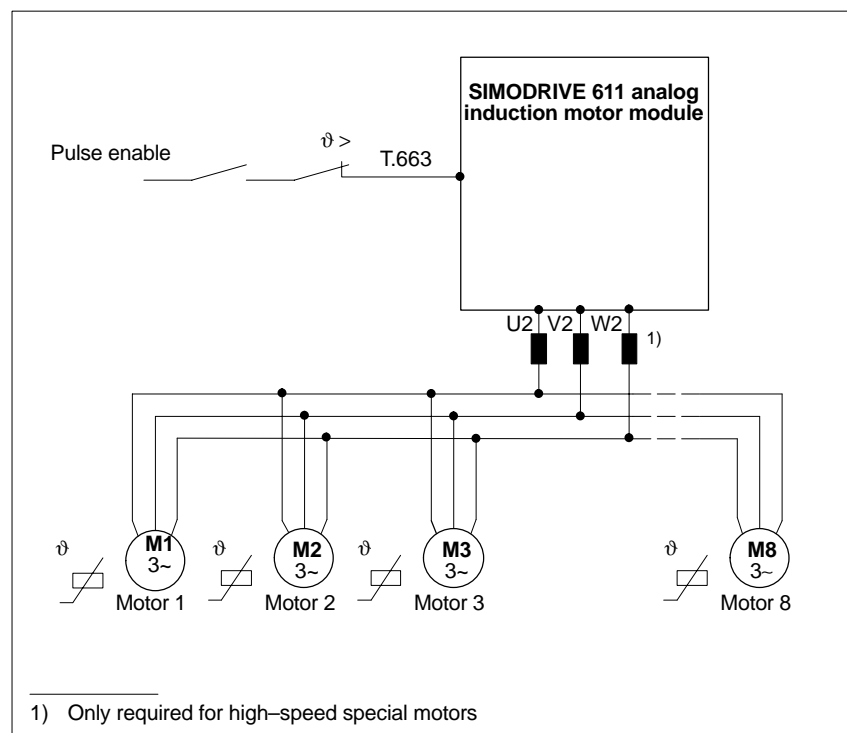 SIMODRIVE 611 analog
induction motor module
ϑ >
Pulse enable
T.663
U2 V2 W2
1)
M1 M2 M3 M8
ϑ ϑ ϑ ϑ
3~ 3~ 3~ 3~
Motor 1 Motor 2 Motor 3 Motor 8
1) Only required for high–speed special motors